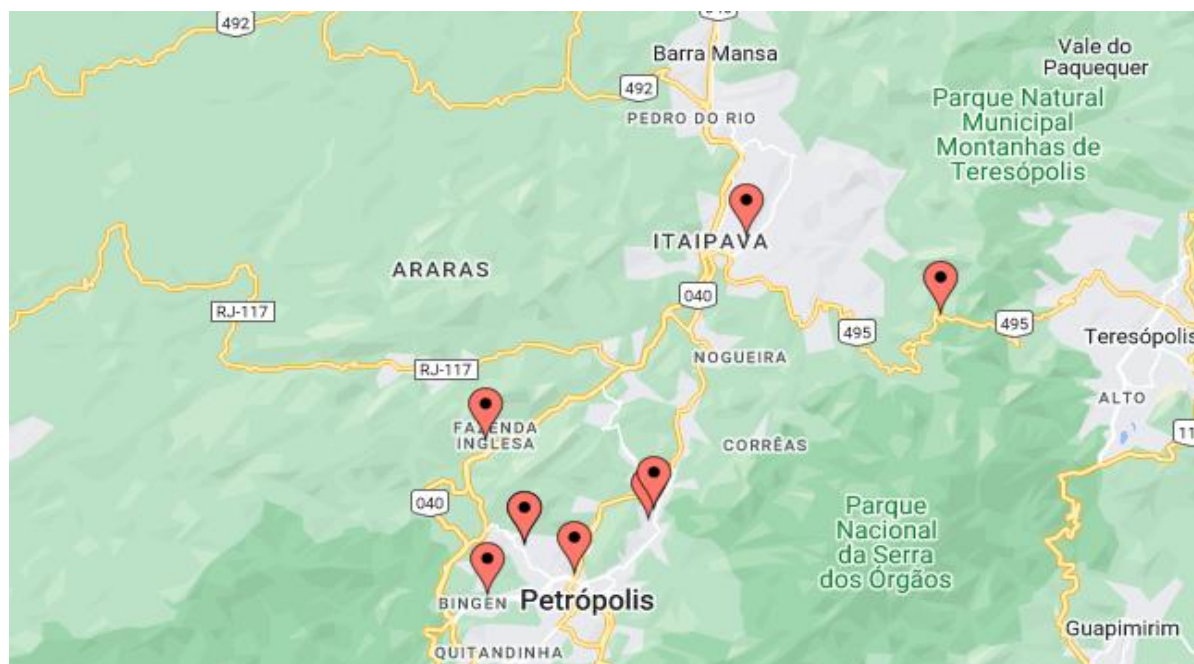 492
Barra Mansa
Vale do
Paquequer
492
PEDRO DO RIO
Parque Natural
Municipal
Montanhas de
Teresópolis
ITAIPAVA
ARARAS
040
RJ-117
495
495
Teresópolis
NOGUEIRA
RJ-117
ALTO
FAZENDA
INGLESA
CORRÊAS
11
040
Parque
Nacional
da Serra
dos Órgãos
BINGEN
Petrópolis
Guapimirim
QUITANDINHA